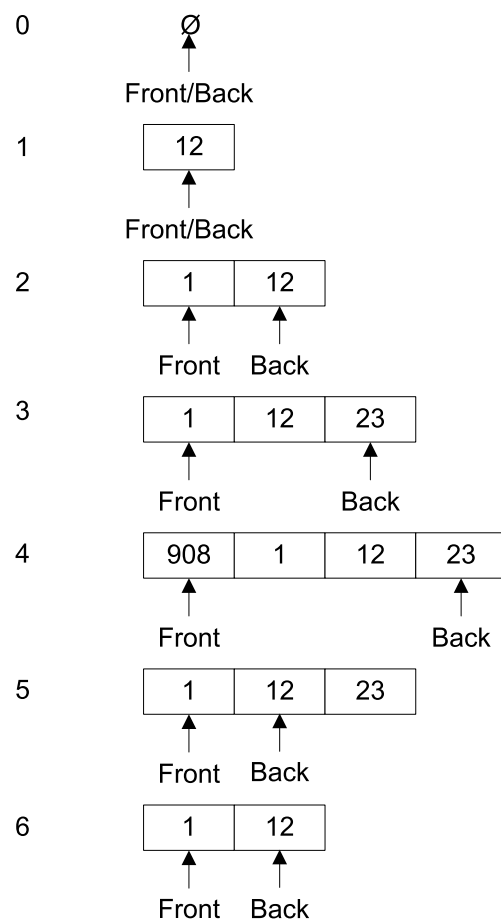 0 Ø
Front/Back
1 12
Front/Back
2 1 12
Front Back
3 1 12 23
Front Back
4 908 1 12 23
Front Back
5 1 12 23
Front Back
6 1 12
Front Back